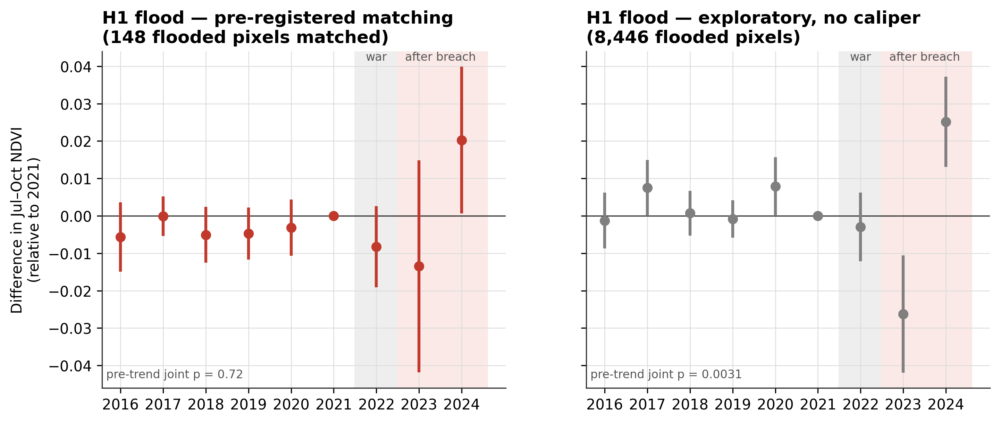 H1 flood — pre-registered matching
(148 flooded pixels matched)
war
after breach
0.04
0.03
0.02
0.01
0.00
−0.01
−0.02
−0.03
−0.04
Difference in Jul–Oct NDVI
(relative to 2021)
pre-trend joint p = 0.72
2016 2017 2018 2019 2020 2021 2022 2023 2024
H1 flood — exploratory, no caliper
(8,446 flooded pixels)
war
after breach
pre-trend joint p = 0.0031
2016 2017 2018 2019 2020 2021 2022 2023 2024